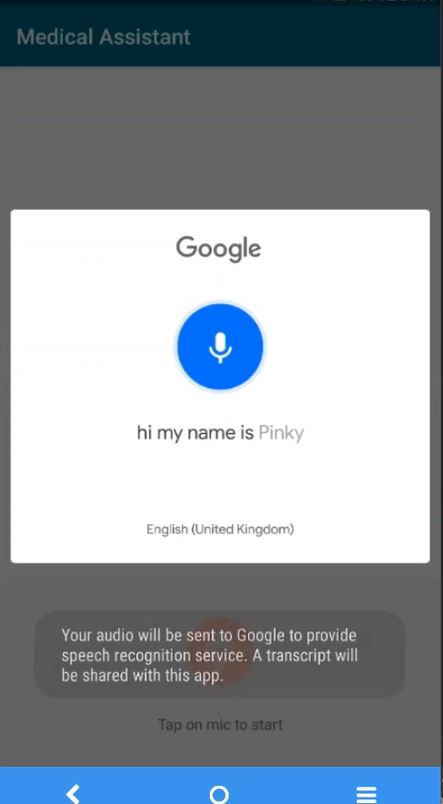 Medical Assistant
Google
hi my name is Pinky
English (United Kingdom)
Your audio will be sent to Google to provide
speech recognition service. A transcript will
be shared with this app.
Tap on mic to start